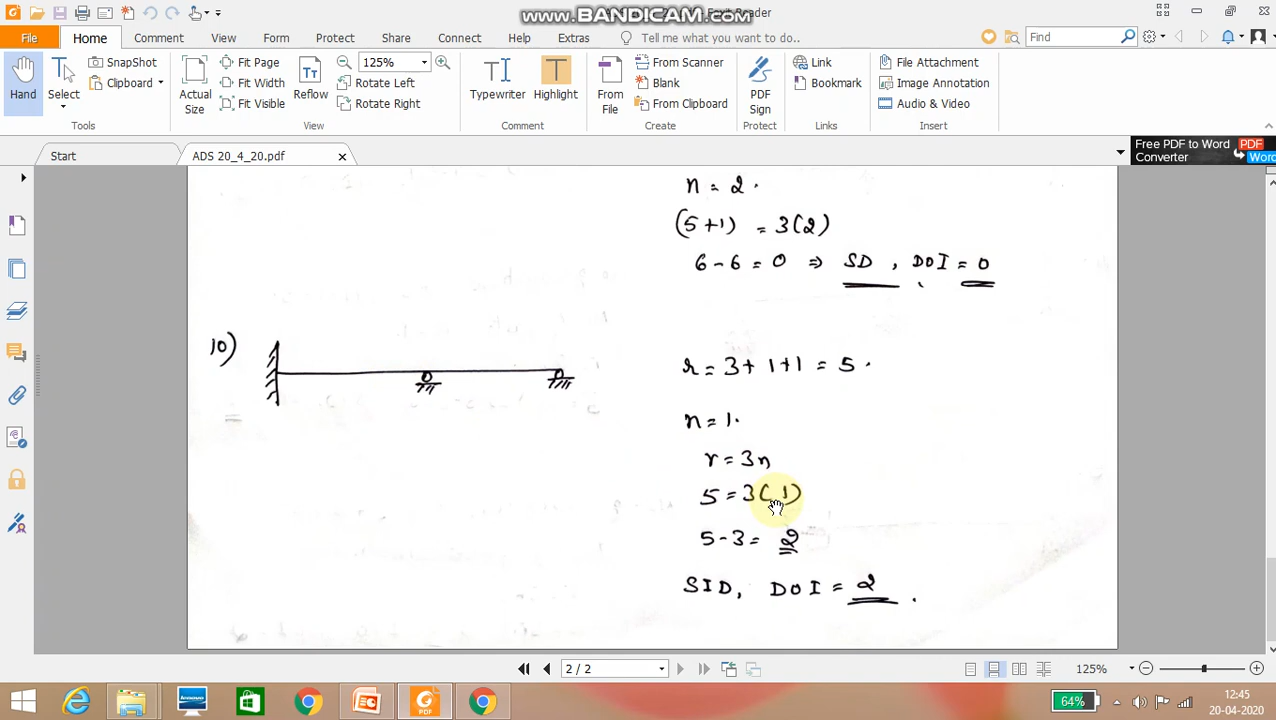 www.BANDICAM.com
Reader
File
Home
Comment
View
Form
Protect
Share
Connect
Help
Extras
Tell me what you want to do..
Find
Hand
Select
SnapShot
Clipboard
Actual
Size
Fit Page
Fit Width
Fit Visible
Reflow
125%
Rotate Left
Rotate Right
Typewriter
Highlight
From
File
From Scanner
Blank
From Clipboard
PDF
Sign
Link
Bookmark
File Attachment
Image Annotation
Audio & Video
Tools
View
Comment
Create
Protect
Links
Insert
Start
ADS 20_4_20.pdf
Free PDF to Word
Converter
PDF
Word
n = 2.
(5+1) = 3(2)
6-6 = 0 ⇒ SD, DOI = 0
10)
r = 3+1+1 = 5.
n = 1.
r = 3n
5 = 3(1)
5-3 = 2
SID, DOI = 2.
2 / 2
125%
PDF
64%
12:45
20-04-2020